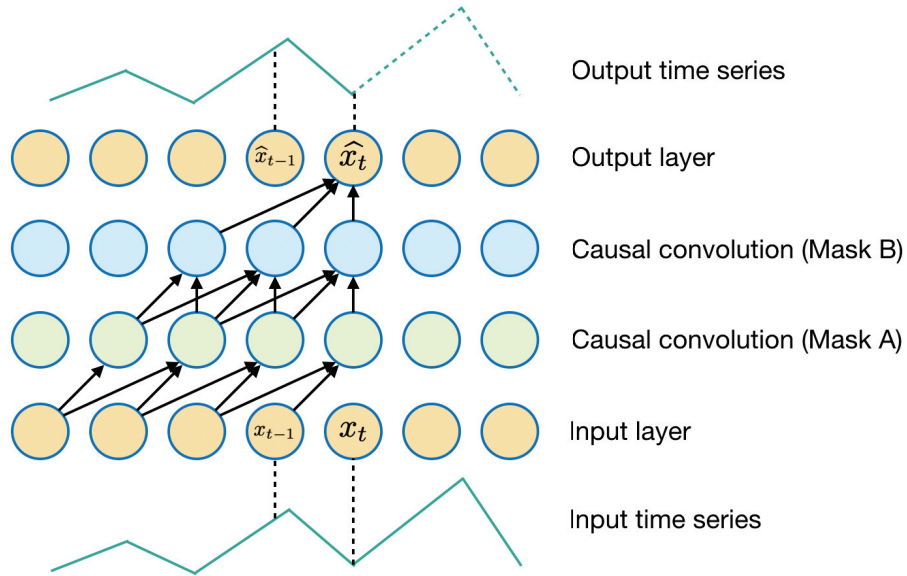 Output time series
x̂ₜ₋₁ x̂ₜ Output layer
Causal convolution (Mask B)
Causal convolution (Mask A)
xₜ₋₁ xₜ Input layer
Input time series